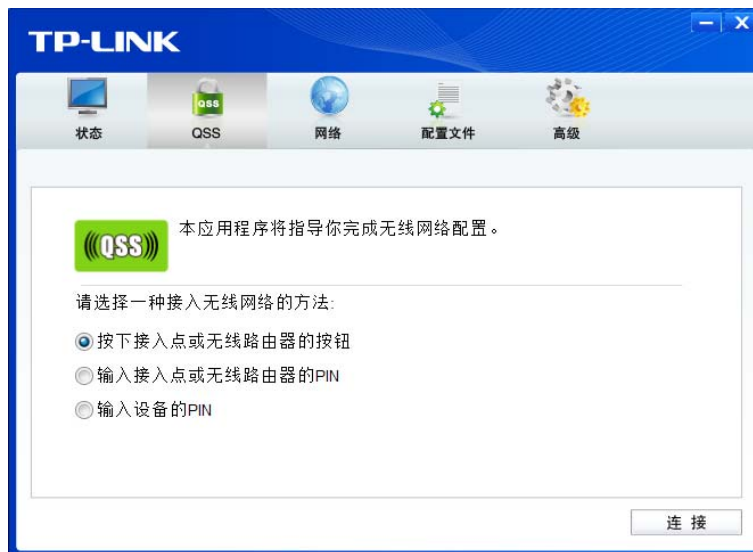 TP-LINK
QSS
状态
QSS
网络
配置文件
高级
QSS
本应用程序将指导你完成无线网络配置。
请选择一种接入无线网络的方法:
按下接入点或无线路由器的按钮
输入接入点或无线路由器的PIN
输入设备的PIN
连 接